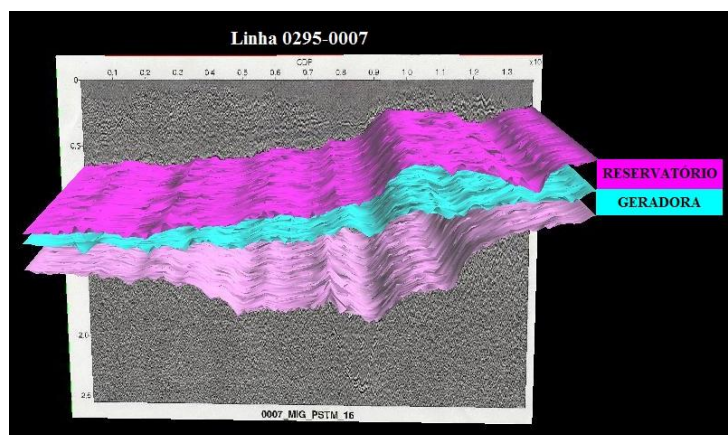 Linha 0295-0007
CDP
x10
0.1 0.2 0.3 0.4 0.5 0.6 0.7 0.8 0.9 1.0 1.1 1.2 1.3
0
0.5
RESERVATÓRIO
GERADORA
2.0
2.5
0007_MIG_PSTM_16